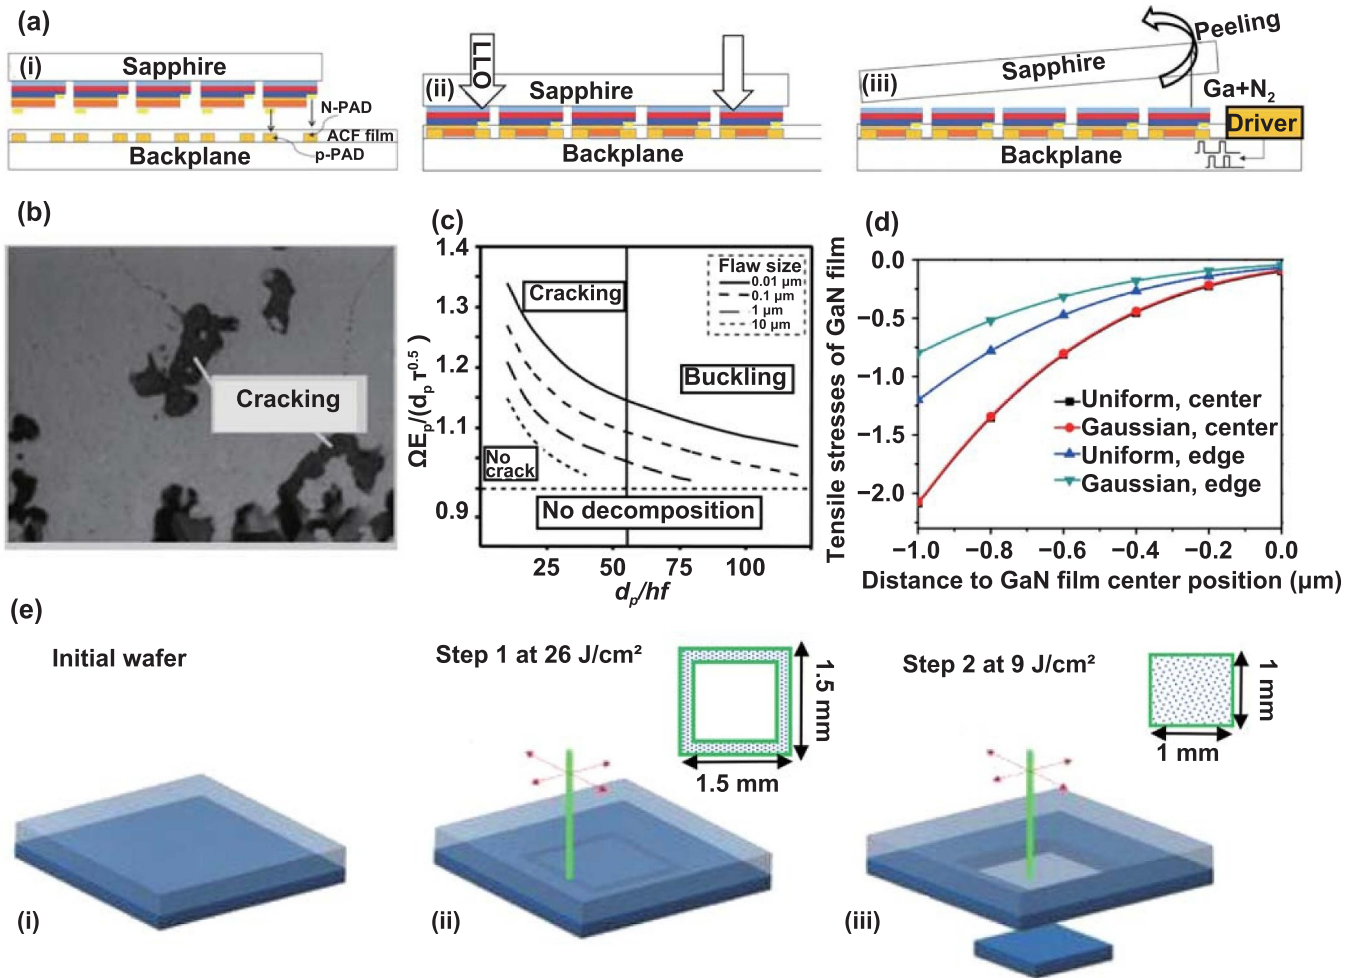 (a)
(i)
Sapphire
N-PAD
ACF film
p-PAD
Backplane
LLO
(ii)
Sapphire
Backplane
Peeling
(iii)
Sapphire
Ga+N₂
Driver
Backplane
(b)
Cracking
(c)
ΩEₚ/(dₚ τ^0.5)
1.4
1.3
1.2
1.1
1.0
0.9
Flaw size
0.01 μm
0.1 μm
1 μm
10 μm
Cracking
Buckling
No
crack
No decomposition
25
50
75
100
dₚ/hf
(d)
Tensile stresses of GaN film
0.0
−0.5
−1.0
−1.5
−2.0
Uniform, center
Gaussian, center
Uniform, edge
Gaussian, edge
−1.0
−0.8
−0.6
−0.4
−0.2
0.0
Distance to GaN film center position (μm)
(e)
Initial wafer
Step 1 at 26 J/cm²
1.5 mm
1.5 mm
Step 2 at 9 J/cm²
1 mm
1 mm
(i)
(ii)
(iii)